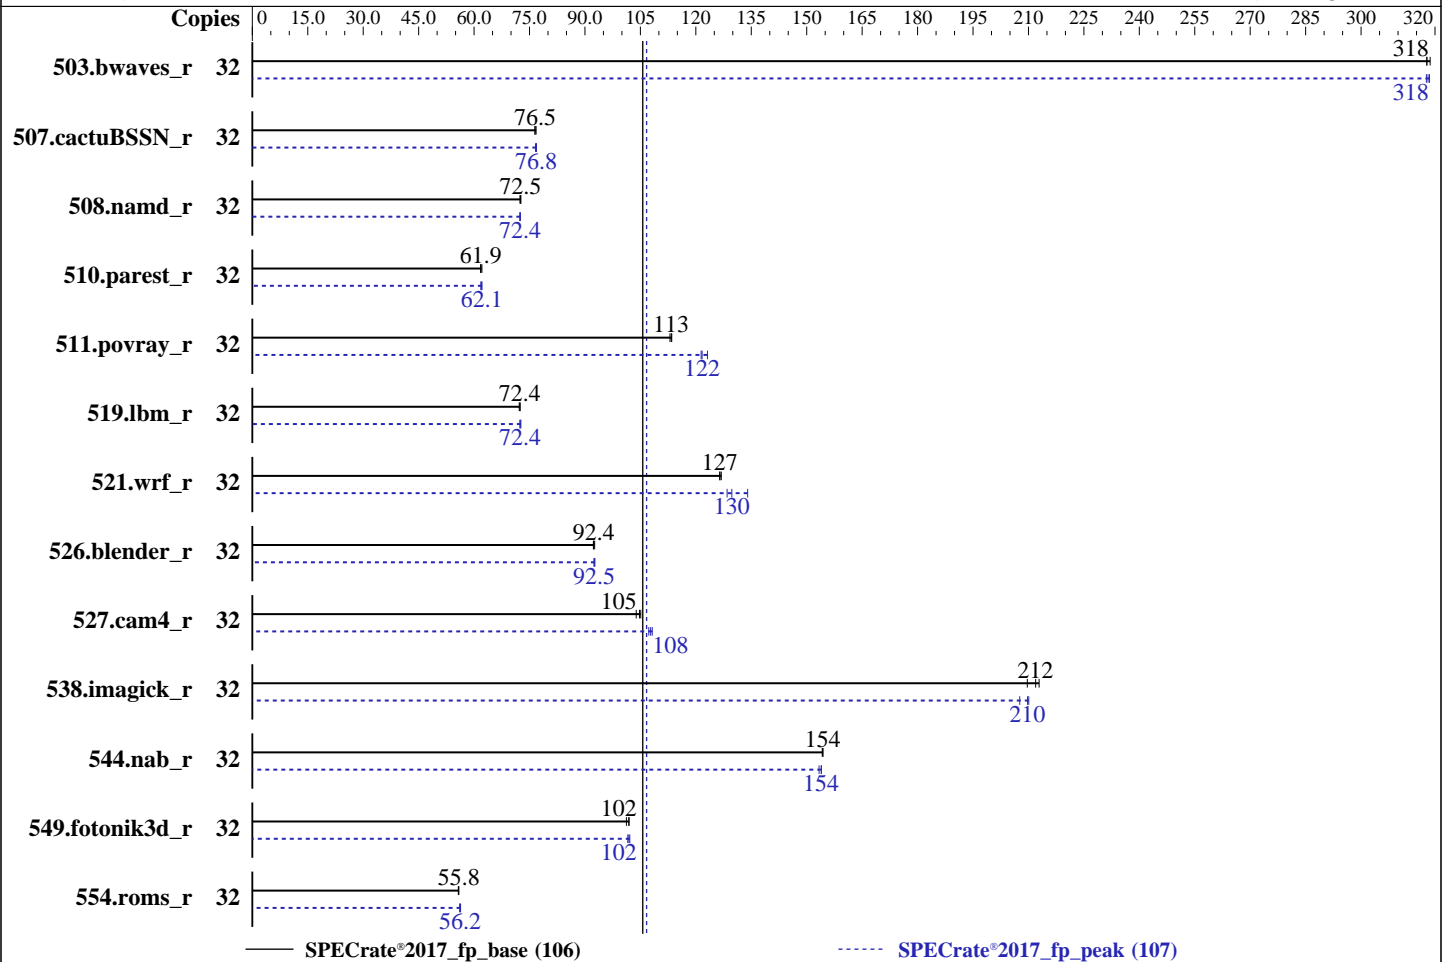 Copies 0 15.0 30.0 45.0 60.0 75.0 90.0 105 120 135 150 165 180 195 210 225 240 255 270 285 300 320
318
503.bwaves_r 32
318
76.5
507.cactuBSSN_r 32
76.8
72.5
508.namd_r 32
72.4
61.9
510.parest_r 32
62.1
113
511.povray_r 32
122
72.4
519.lbm_r 32
72.4
127
521.wrf_r 32
130
92.4
526.blender_r 32
92.5
105
527.cam4_r 32
108
212
538.imagick_r 32
210
154
544.nab_r 32
154
102
549.fotonik3d_r 32
102
55.8
554.roms_r 32
56.2
SPECrate®2017_fp_base (106) SPECrate®2017_fp_peak (107)